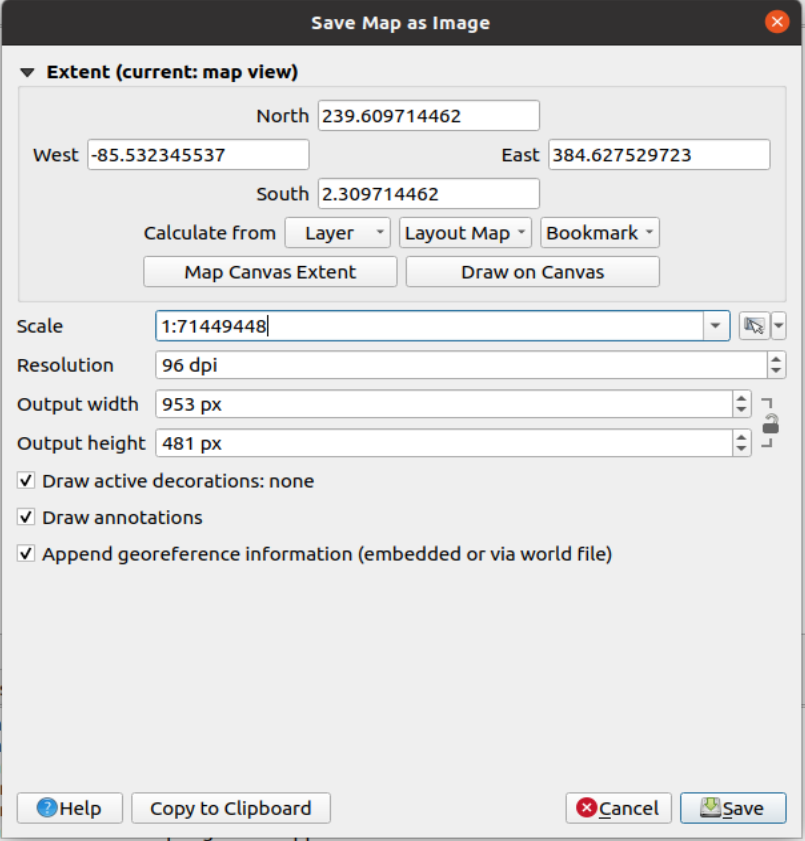 Save Map as Image
Extent (current: map view)
North 239.609714462
West -85.532345537 East 384.627529723
South 2.309714462
Calculate from Layer Layout Map Bookmark
Map Canvas Extent Draw on Canvas
Scale 1:71449448
Resolution 96 dpi
Output width 953 px
Output height 481 px
Draw active decorations: none
Draw annotations
Append georeference information (embedded or via world file)
Help Copy to Clipboard Cancel Save